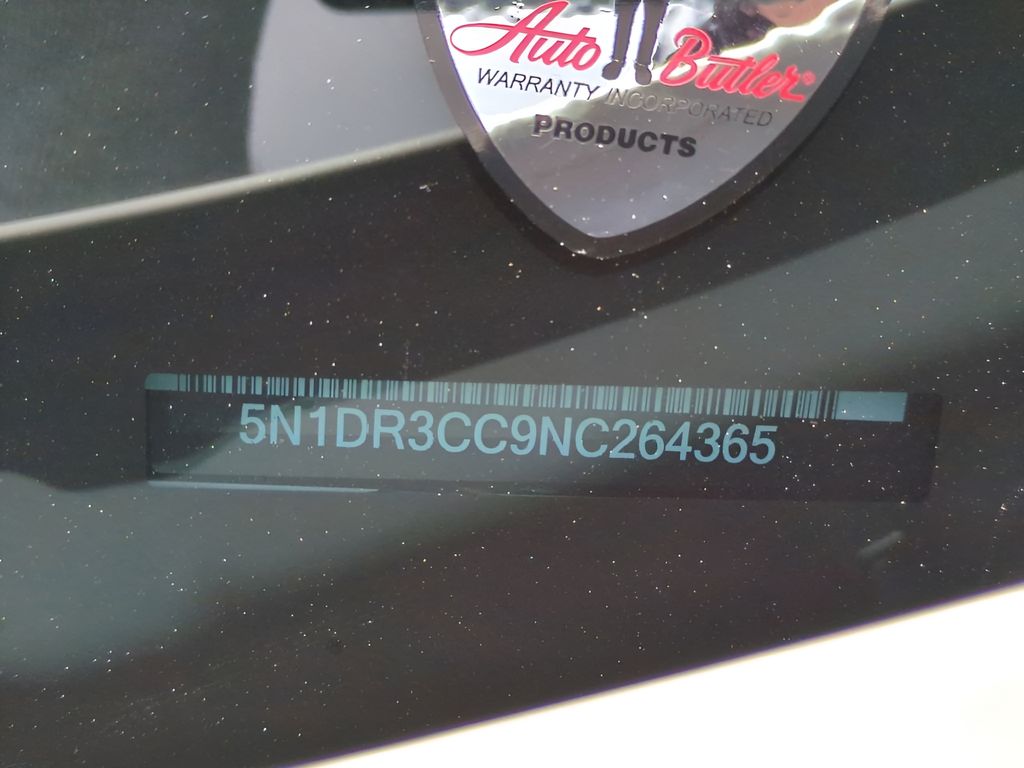 Auto Butler®
WARRANTY INCORPORATED
PRODUCTS
5N1DR3CC9NC264365